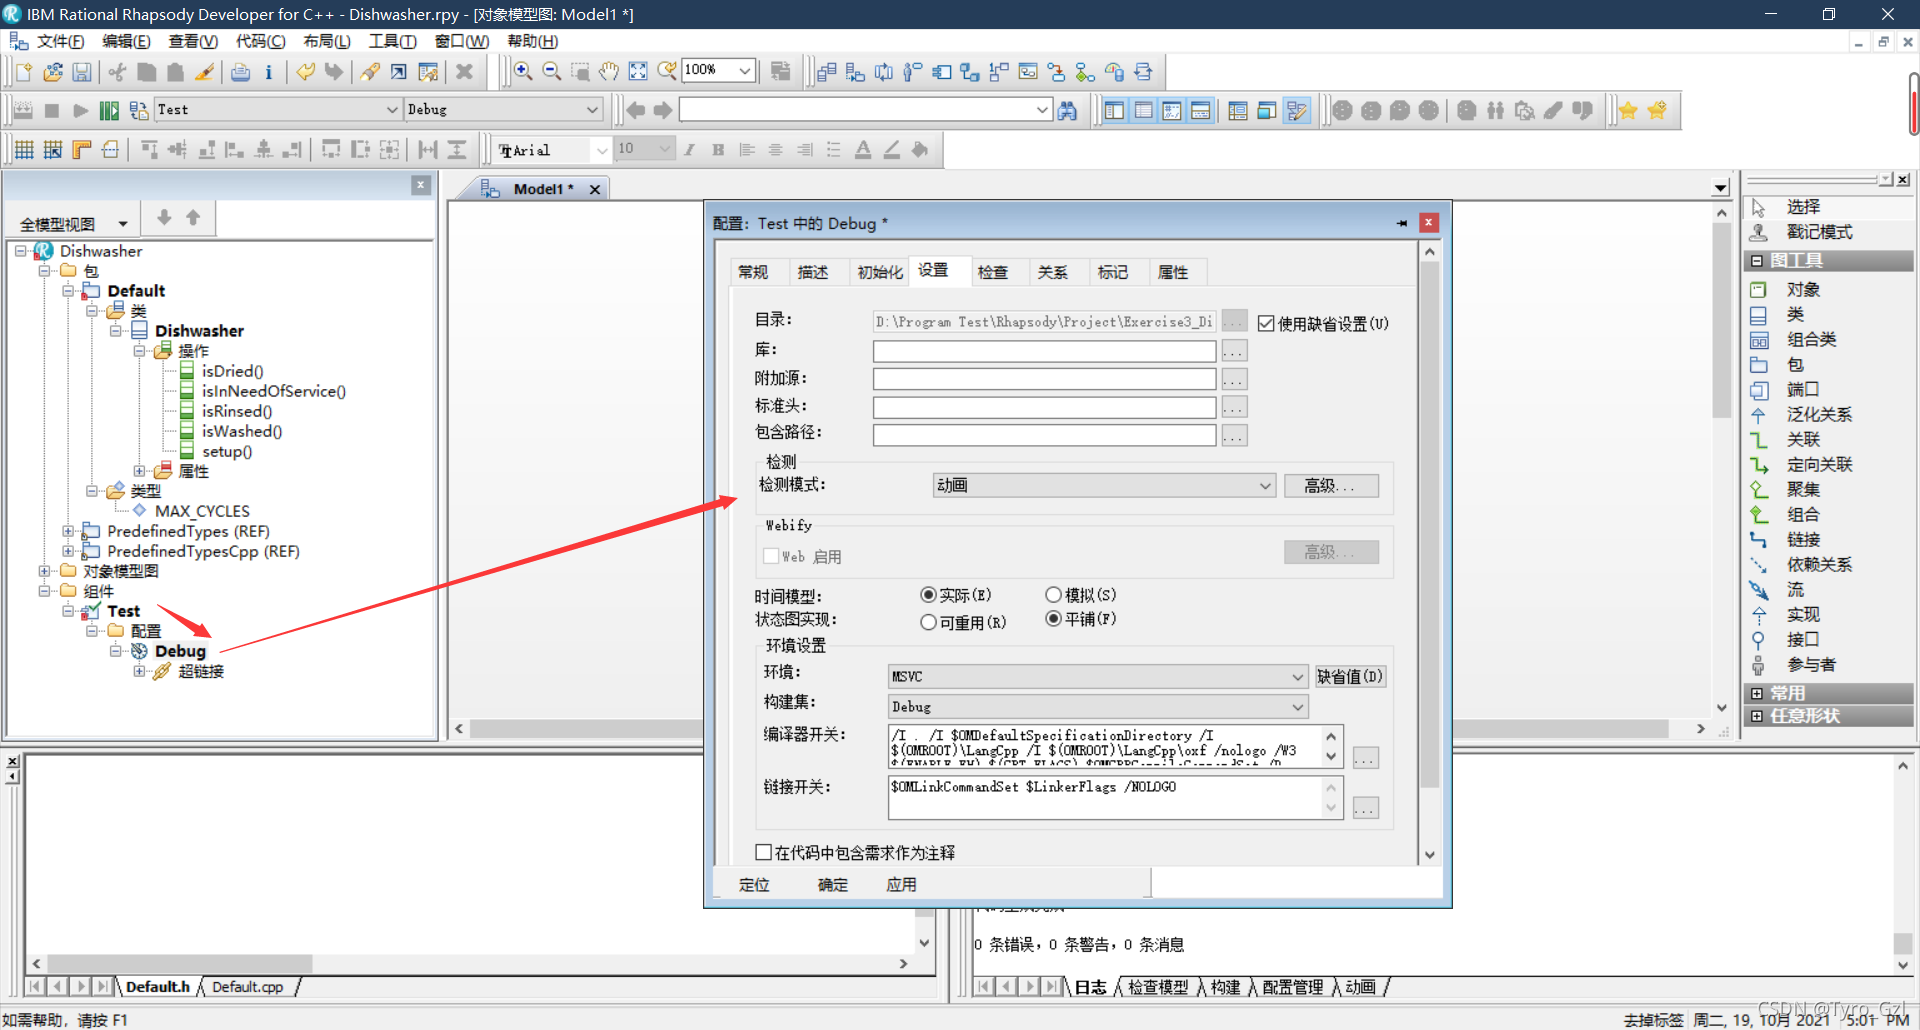 IBM Rational Rhapsody Developer for C++ - Dishwasher.rpy - [对象模型图: Model1 *]
文件(F) 编辑(E) 查看(V) 代码(C) 布局(L) 工具(T) 窗口(W) 帮助(H)
100%
Test Debug
Arial 10
Model1 *
全模型视图
Dishwasher
包
Default
类
Dishwasher
操作
isDried()
isInNeedOfService()
isRinsed()
isWashed()
setup()
属性
类型
MAX_CYCLES
PredefinedTypes (REF)
PredefinedTypesCpp (REF)
对象模型图
组件
Test
配置
Debug
超链接
配置: Test 中的 Debug *
常规 描述 初始化 设置 检查 关系 标记 属性
目录: D:\Program Test\Rhapsody\Project\Exercise3_Di ... 使用缺省设置(U)
库: ...
附加源: ...
标准头: ...
包含路径: ...
检测
检测模式: 动画 高级...
Webify
Web 启用 高级...
时间模型: 实际(E) 模拟(S)
状态图实现: 可重用(R) 平铺(F)
环境设置
环境: MSVC 缺省值(D)
构建集: Debug
编译器开关: /I . /I $OMDefaultSpecificationDirectory /I
$(OMROOT)\LangCpp /I $(OMROOT)\LangCpp\oxf /nologo /W3
...
链接开关: $OMLinkCommandSet $LinkerFlags /NOLOGO
...
在代码中包含需求作为注释
定位 确定 应用
选择
戳记模式
图工具
对象
类
组合类
包
端口
泛化关系
关联
定向关联
聚集
组合
链接
依赖关系
流
实现
接口
参与者
常用
任意形状
0 条错误, 0 条警告, 0 条消息
Default.h Default.cpp
日志 检查模型 构建 配置管理 动画
如需帮助, 请按 F1
去掉标签 周二, 19, 10月 2021 5:01 PM
CSDN @Tyro_Gzl